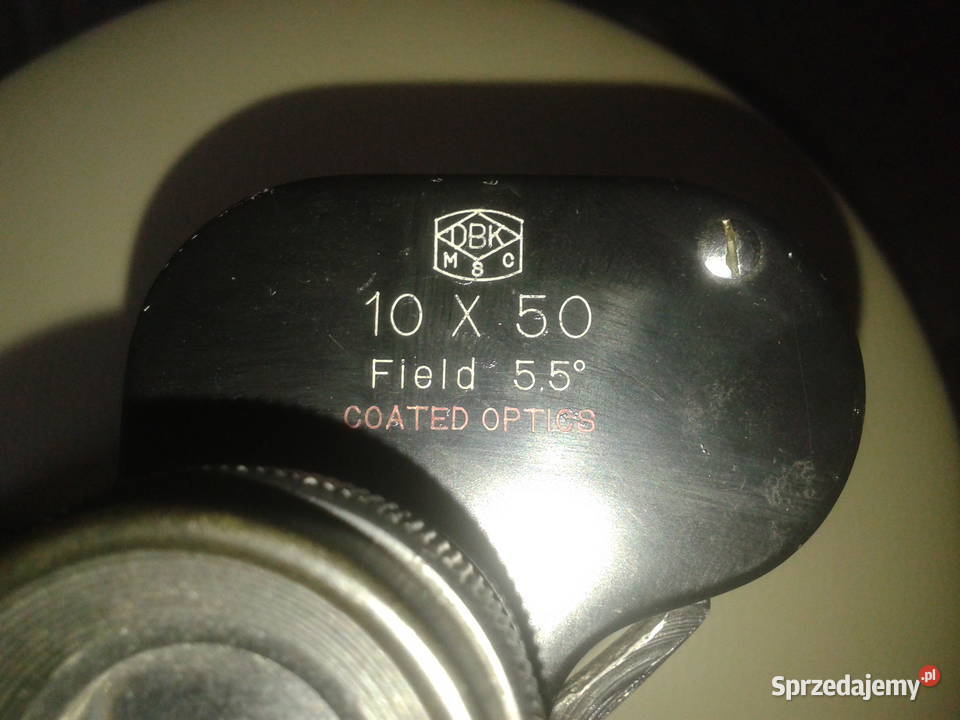 DBK
M S C
10 X 50
Field 5.5°
COATED OPTICS
Sprzedajemy.pl